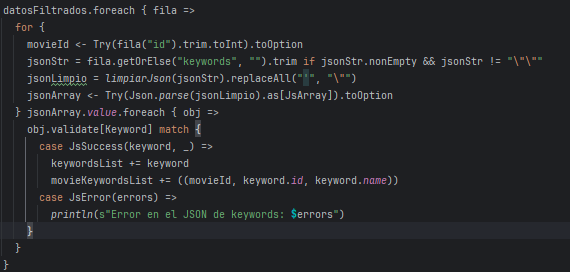 datosFiltrados.foreach { fila =>
for {
movieId <- Try(fila("id").trim.toInt).toOption
jsonStr = fila.getOrElse("keywords", "").trim if jsonStr.nonEmpty && jsonStr != "\"\""
jsonLimpio = limpiarJson(jsonStr).replaceAll("'", "\"")
jsonArray <- Try(Json.parse(jsonLimpio).as[JsArray]).toOption
} jsonArray.value.foreach { obj =>
obj.validate[Keyword] match {
case JsSuccess(keyword, _) =>
keywordsList += keyword
movieKeywordsList += ((movieId, keyword.id, keyword.name))
case JsError(errors) =>
println(s"Error en el JSON de keywords: $errors")
}
}
}